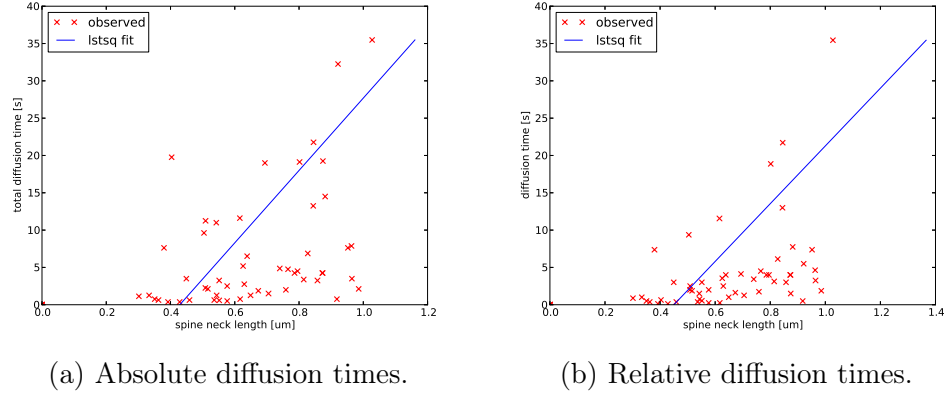 40
35
30
25
20
15
10
5
0
total diffusion time [s]
observed
lstsq fit
0.0 0.2 0.4 0.6 0.8 1.0 1.2
spine neck length [um]
(a) Absolute diffusion times.
40
35
30
25
20
15
10
5
0
diffusion time [s]
observed
lstsq fit
0.0 0.2 0.4 0.6 0.8 1.0 1.2 1.4
spine neck length [um]
(b) Relative diffusion times.